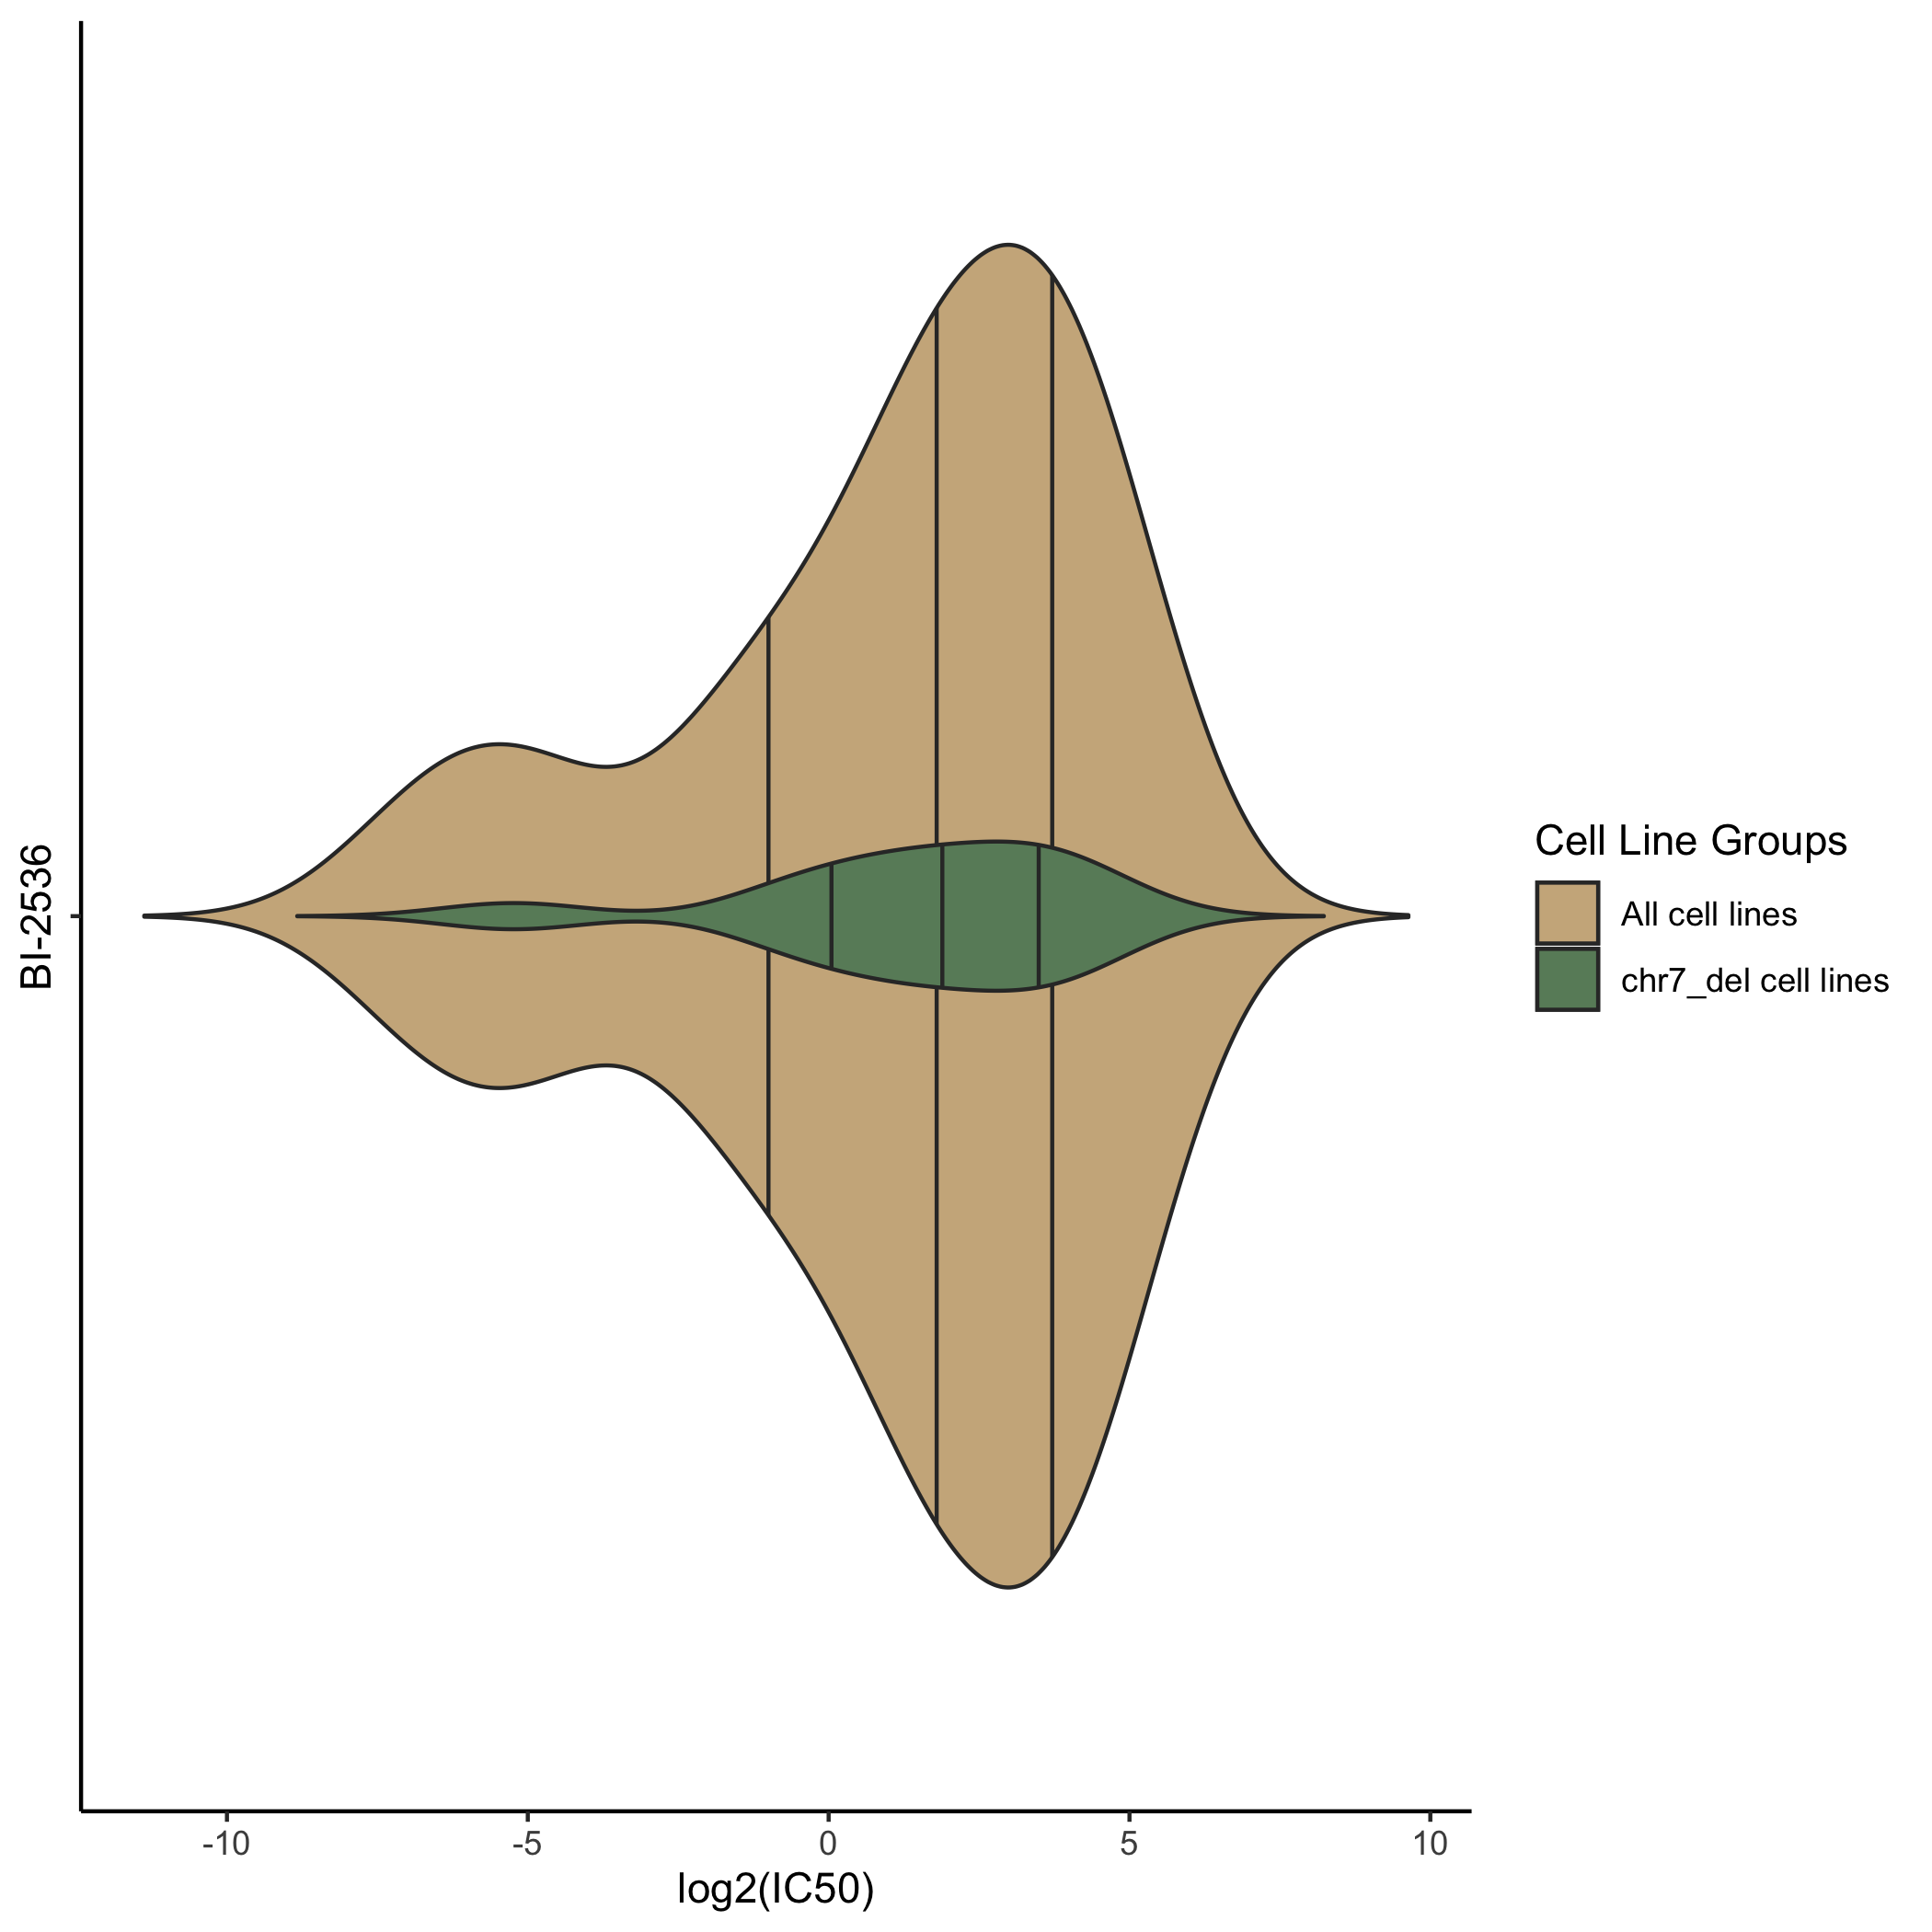 BI-2536
-10
-5
0
5
10
log2(IC50)
Cell Line Groups
All cell lines
chr7_del cell lines